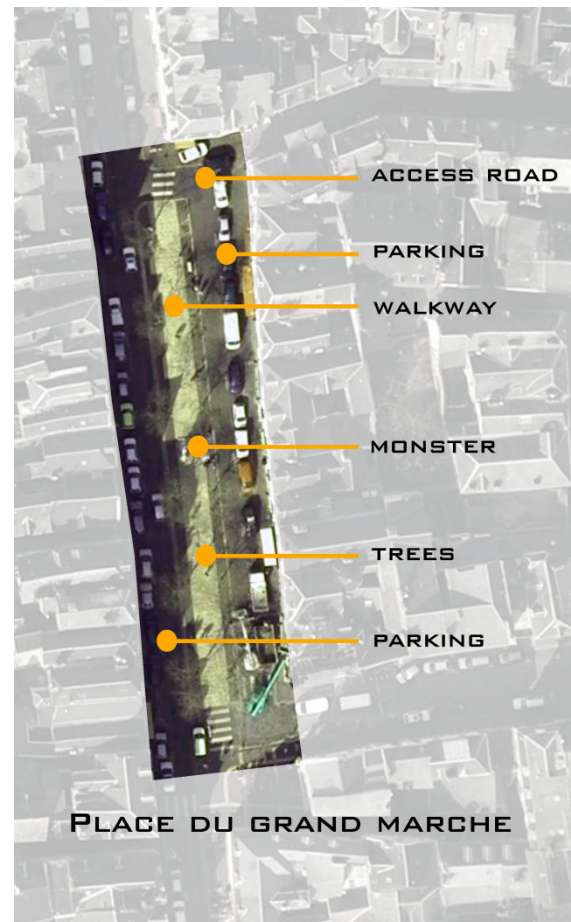 ACCESS ROAD
PARKING
WALKWAY
MONSTER
TREES
PARKING
PLACE DU GRAND MARCHE